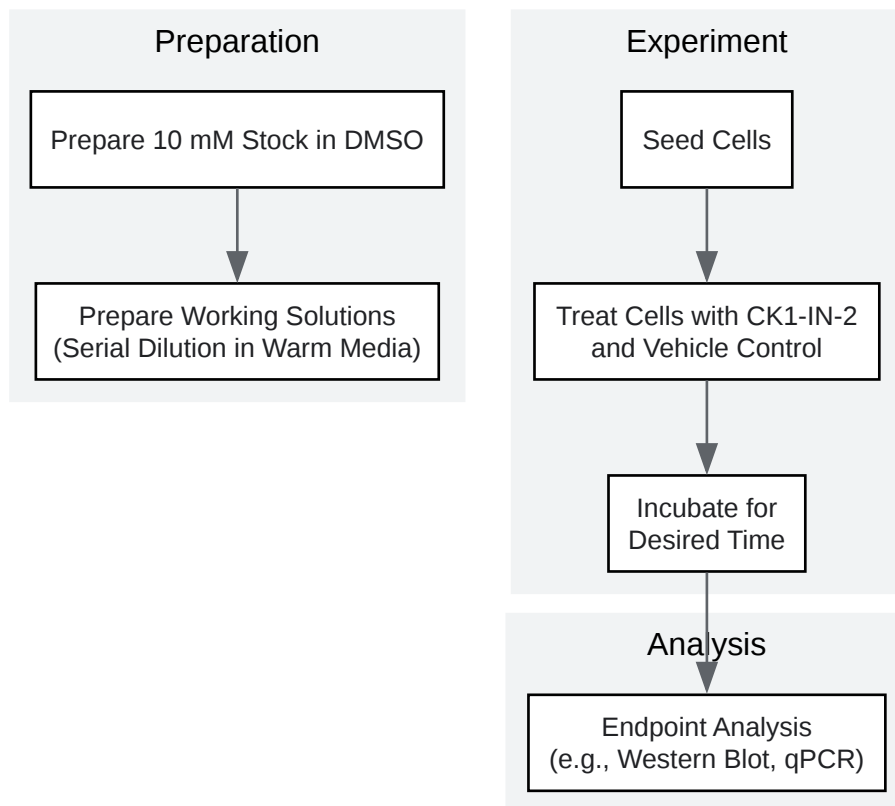 Preparation
Prepare 10 mM Stock in DMSO
Prepare Working Solutions
(Serial Dilution in Warm Media)
Experiment
Seed Cells
Treat Cells with CK1-IN-2
and Vehicle Control
Incubate for
Desired Time
Analysis
Endpoint Analysis
(e.g., Western Blot, qPCR)